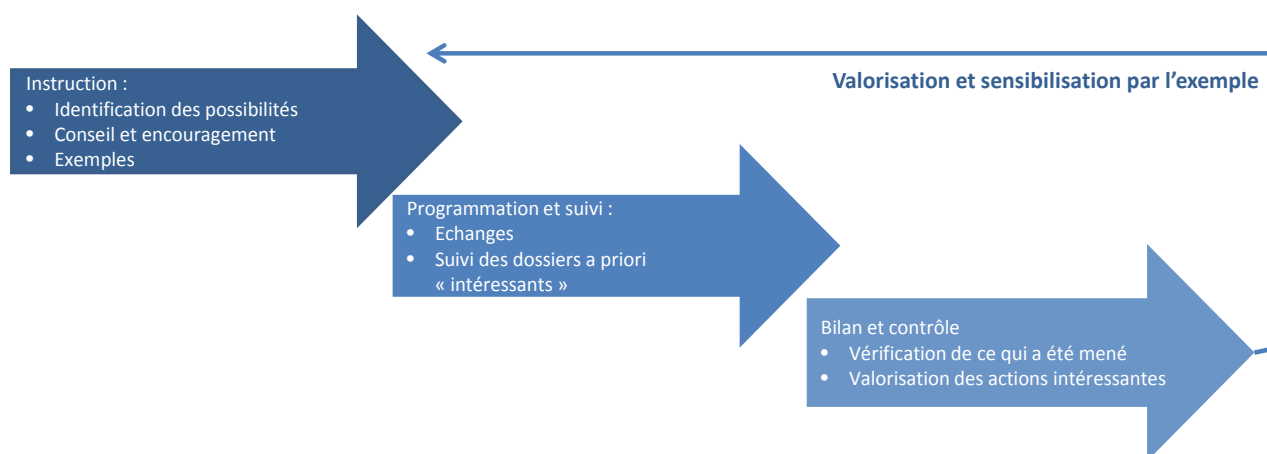 Valorisation et sensibilisation par l’exemple
Instruction :
• Identification des possibilités
• Conseil et encouragement
• Exemples
Programmation et suivi :
• Echanges
• Suivi des dossiers a priori
« intéressants »
Bilan et contrôle
• Vérification de ce qui a été mené
• Valorisation des actions intéressantes